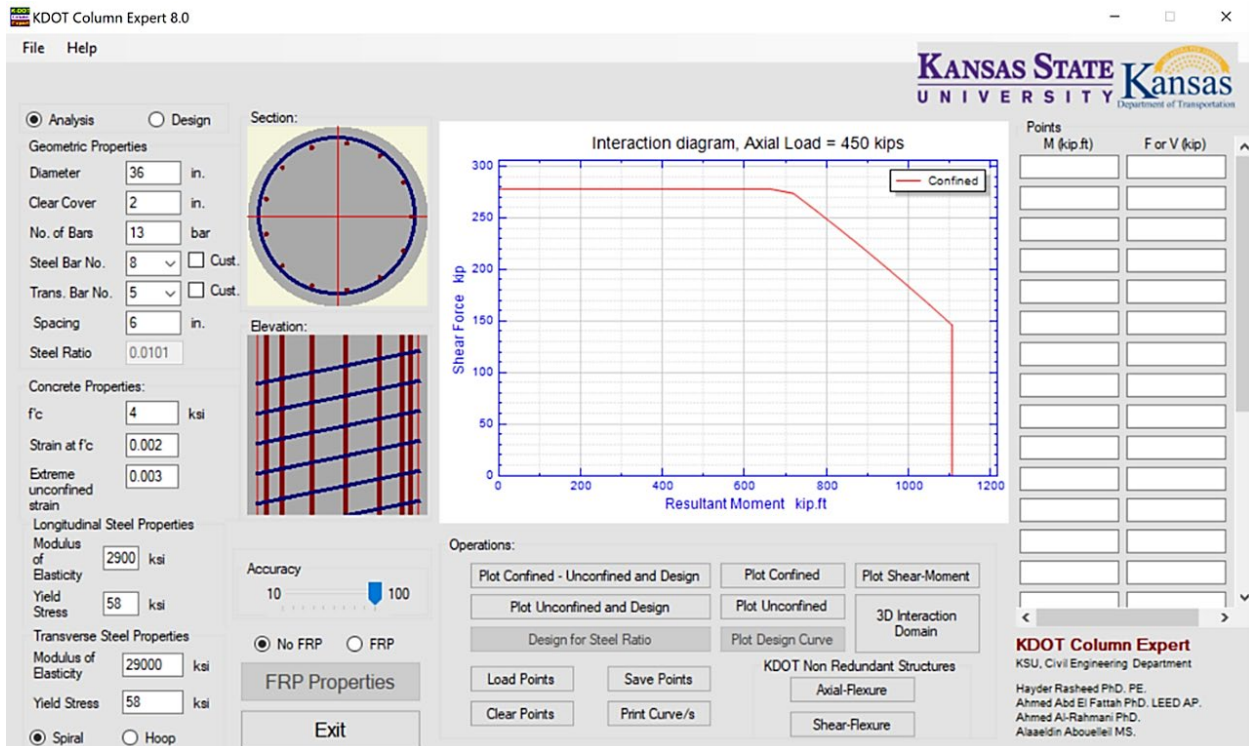 KDOT Column Expert 8.0
File Help
KANSAS STATE
UNIVERSITY
Kansas
Department of Transportation
Analysis Design
Geometric Properties
Diameter 36 in.
Clear Cover 2 in.
No. of Bars 13 bar
Steel Bar No. 8 Cust.
Trans. Bar No. 5 Cust.
Spacing 6 in.
Steel Ratio 0.0101
Concrete Properties:
f'c 4 ksi
Strain at f'c 0.002
Extreme
unconfined
strain
0.003
Longitudinal Steel Properties
Modulus
of
Elasticity
2900 ksi
Yield
Stress
58 ksi
Transverse Steel Properties
Modulus of
Elasticity
29000 ksi
Yield Stress 58 ksi
Spiral Hoop
Section:
Elevation:
Accuracy
10 100
No FRP FRP
FRP Properties
Exit
Interaction diagram, Axial Load = 450 kips
Confined
Shear Force kip
300
250
200
150
100
50
0
0 200 400 600 800 1000 1200
Resultant Moment kip.ft
Operations:
Plot Confined - Unconfined and Design Plot Confined Plot Shear-Moment
Plot Unconfined and Design Plot Unconfined
3D Interaction
Domain
Design for Steel Ratio Plot Design Curve
Load Points Save Points
Clear Points Print Curve/s
KDOT Non Redundant Structures
Axial-Flexure
Shear-Flexure
Points
M (kip.ft) F or V (kip)
KDOT Column Expert
KSU, Civil Engineering Department
Hayder Rasheed PhD. PE.
Ahmed Abd El Fattah PhD. LEED AP.
Ahmed Al-Rahmani PhD.
Alaaeldin Abouelleil MS.